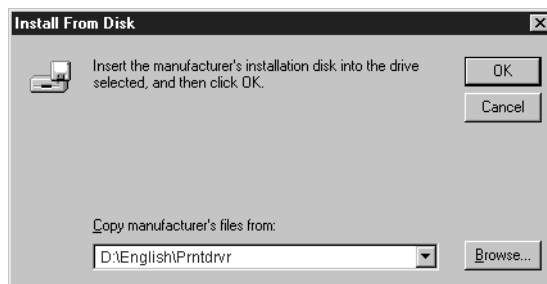 Install From Disk
Insert the manufacturer's installation disk into the drive
selected, and then click OK.
OK
Cancel
Copy manufacturer's files from:
D:\English\Prntdrvr
Browse...